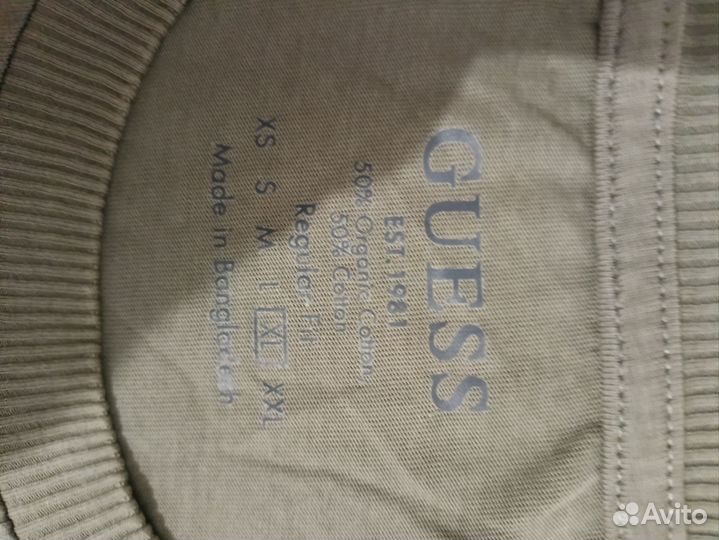 GUESS
EST. 1981
50% Organic Cotton,
50% Cotton
Regular Fit
XS S M L XL XXL
Made in Bangladesh
Avito